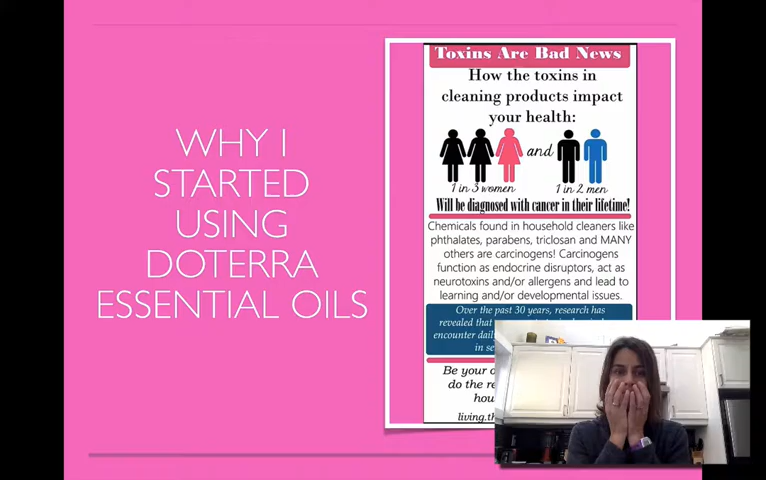 WHY I
STARTED
USING
DOTERRA
ESSENTIAL OILS
Toxins Are Bad News
How the toxins in
cleaning products impact
your health:
and
1 in 3 women
1 in 2 men
Will be diagnosed with cancer in their lifetime!
Chemicals found in household cleaners like
phthalates, parabens, triclosan and MANY
others are carcinogens! Carcinogens
function as endocrine disruptors, act as
neurotoxins and/or allergens and lead to
learning and/or developmental issues.
Over the past 30 years, research has
revealed that
encounter
in
Be your
do the
living.